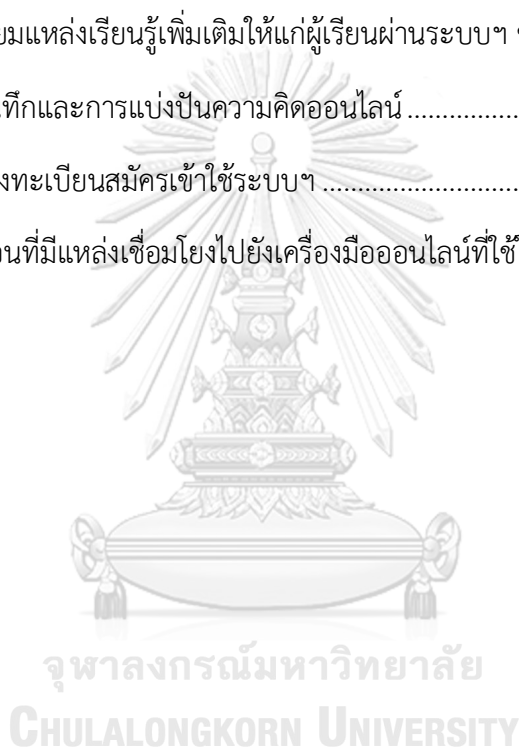 ยมแหล่งเรียนรู้เพิ่มเติมให้แก่ผู้เรียนผ่านระบบฯ
ทึกและการแบ่งปันความคิดออนไลน์ ................
งทะเบียนสมัครเข้าใช้ระบบฯ ............................
อนที่มีแหล่งเชื่อมโยงไปยังเครื่องมือออนไลน์ที่ใช้
จุฬาลงกรณ์มหาวิทยาลัย
CHULALONGKORN UNIVERSITY